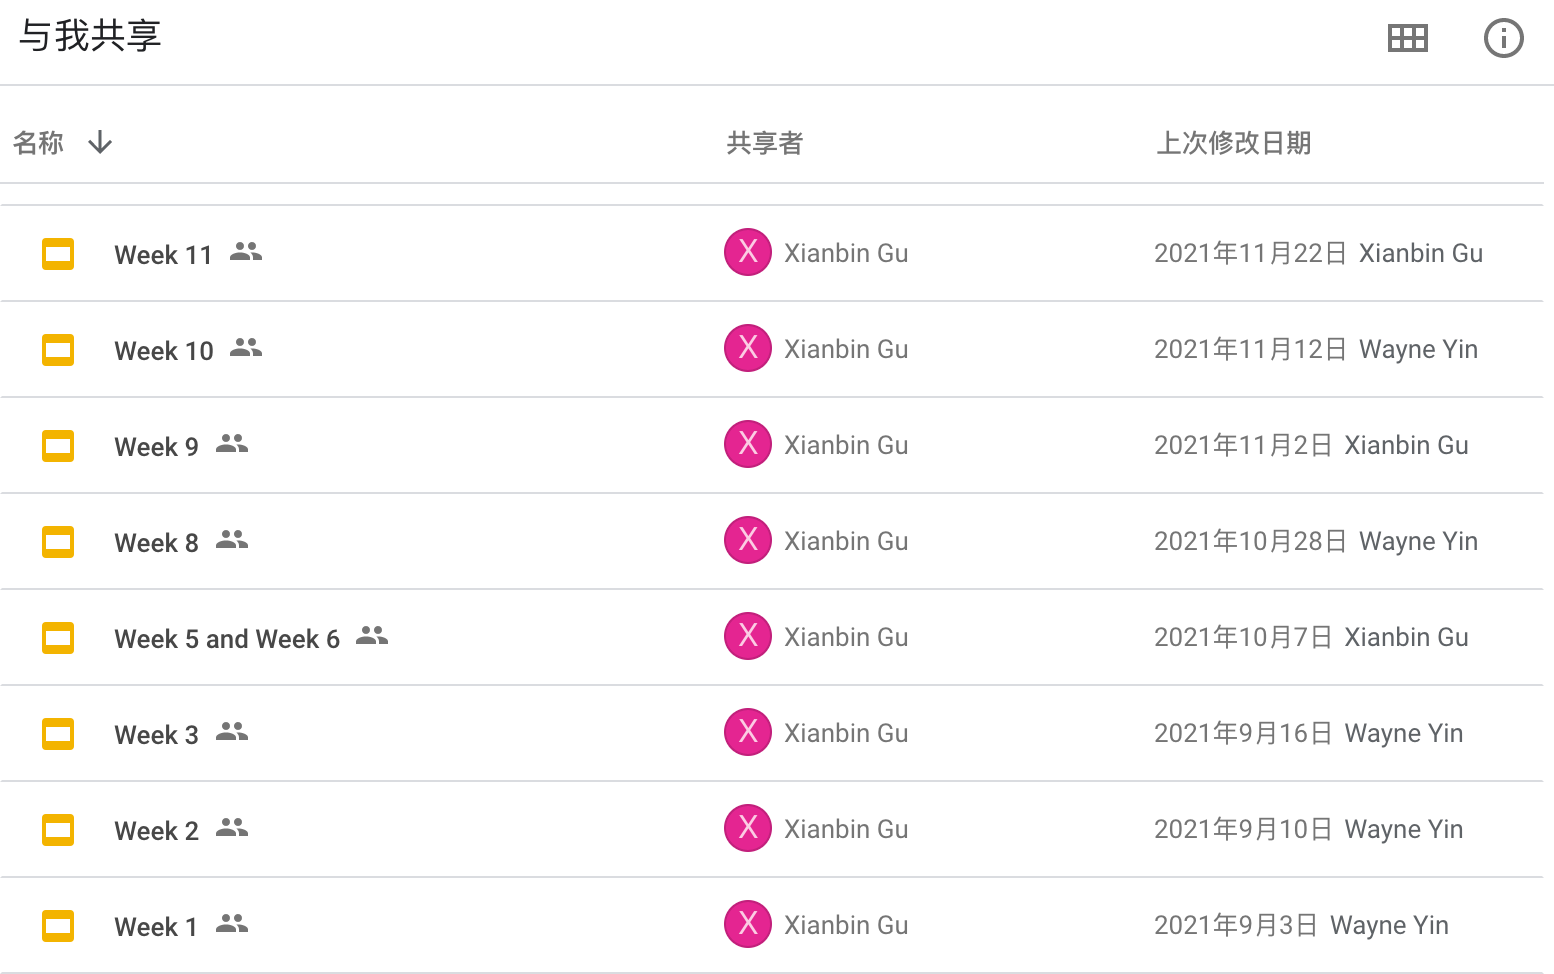 与我共享
名称 共享者 上次修改日期
Week 11 X Xianbin Gu 2021年11月22日 Xianbin Gu
Week 10 X Xianbin Gu 2021年11月12日 Wayne Yin
Week 9 X Xianbin Gu 2021年11月2日 Xianbin Gu
Week 8 X Xianbin Gu 2021年10月28日 Wayne Yin
Week 5 and Week 6 X Xianbin Gu 2021年10月7日 Xianbin Gu
Week 3 X Xianbin Gu 2021年9月16日 Wayne Yin
Week 2 X Xianbin Gu 2021年9月10日 Wayne Yin
Week 1 X Xianbin Gu 2021年9月3日 Wayne Yin